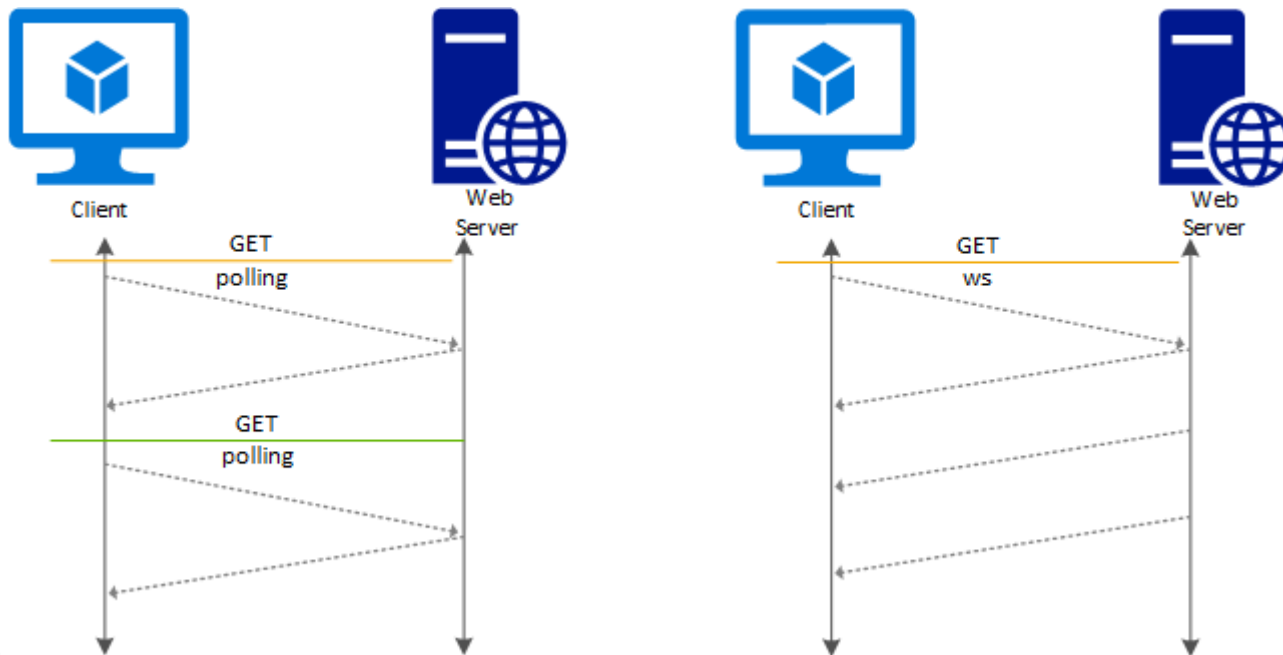 Client
Web
Server
GET
polling
GET
polling
Client
Web
Server
GET
ws